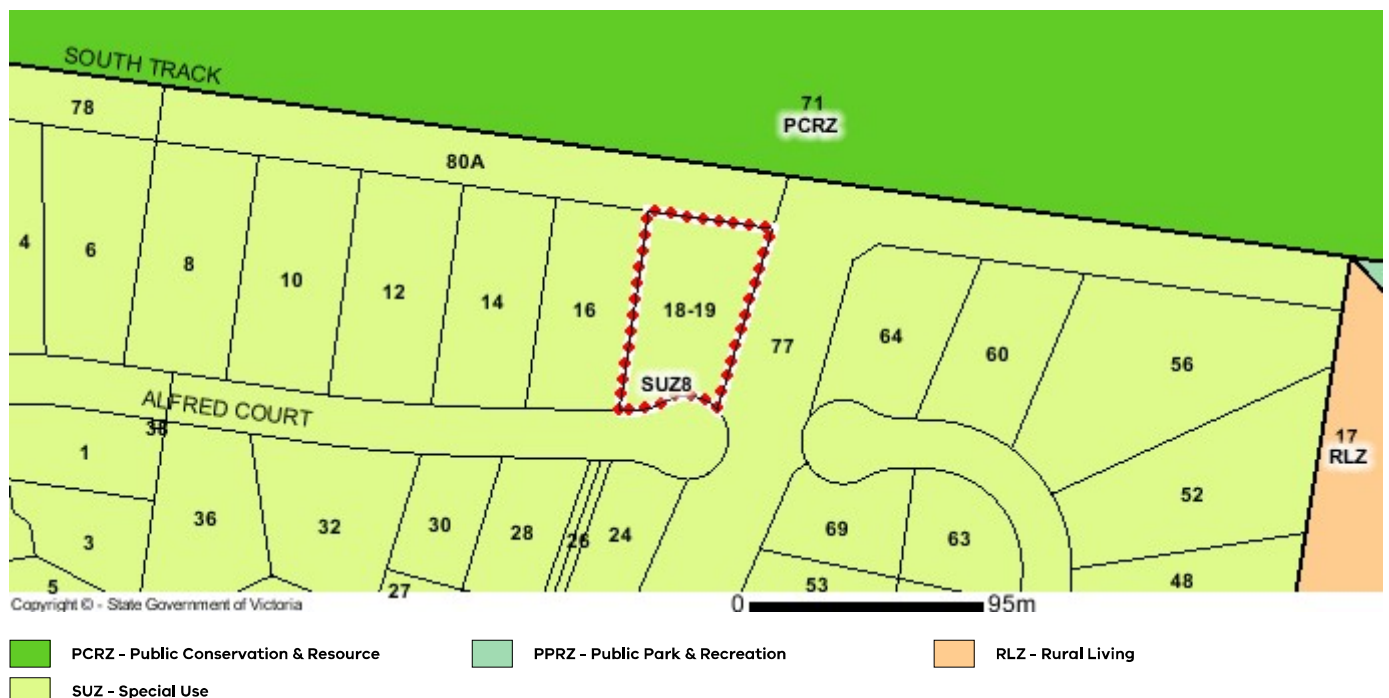 SOUTH TRACK
78
71
PCRZ
80A
4
6
8
10
12
14
16
18-19
77
64
60
56
SUZ8
ALFRED COURT
38
17
RLZ
1
36
32
30
28
26
24
69
63
52
3
5
27
53
48
Copyright © - State Government of Victoria
0 95m
PCRZ - Public Conservation & Resource
PPRZ - Public Park & Recreation
RLZ - Rural Living
SUZ - Special Use